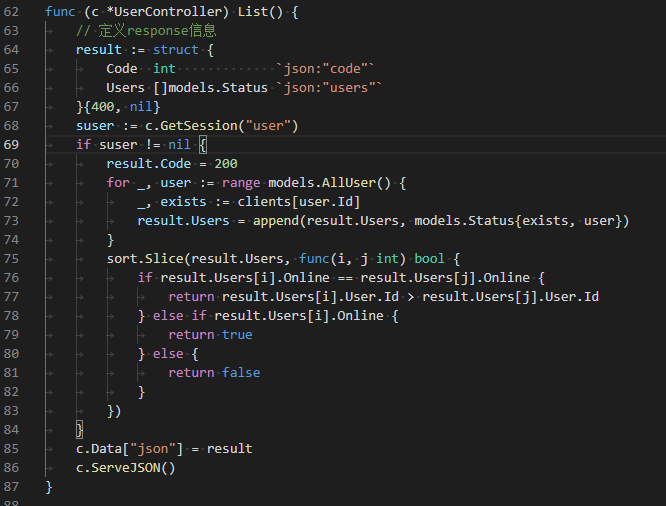 62 func (c *UserController) List() {
63 // 定义response信息
64 result := struct {
65 Code int `json:"code"`
66 Users []models.Status `json:"users"`
67 }{400, nil}
68 suser := c.GetSession("user")
69 if suser != nil {
70 result.Code = 200
71 for _, user := range models.AllUser() {
72 _, exists := clients[user.Id]
73 result.Users = append(result.Users, models.Status{exists, user})
74 }
75 sort.Slice(result.Users, func(i, j int) bool {
76 if result.Users[i].Online == result.Users[j].Online {
77 return result.Users[i].User.Id > result.Users[j].User.Id
78 } else if result.Users[i].Online {
79 return true
80 } else {
81 return false
82 }
83 })
84 }
85 c.Data["json"] = result
86 c.ServeJSON()
87 }
88